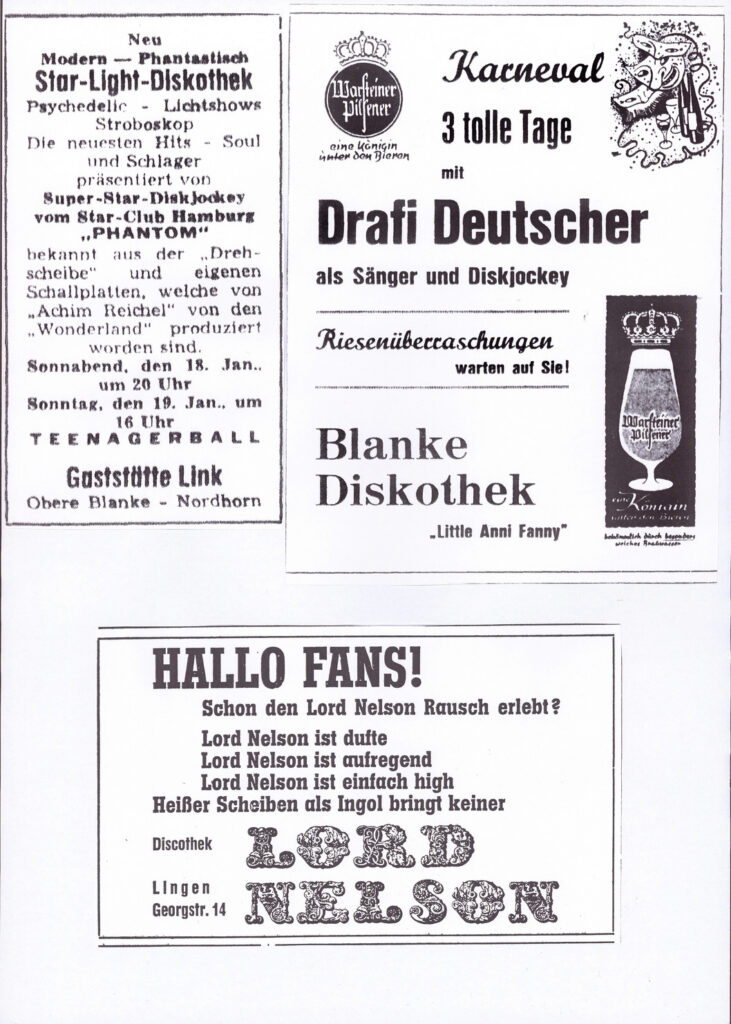 Neu
Modern — Phantastisch
Star-Light-Diskothek
Psychedelic - Lichtshows
Stroboskop
Die neuesten Hits - Soul
und Schlager
präsentiert von
Super-Star-Diskjockey
vom Star-Club Hamburg
„PHANTOM"
bekannt aus der „Dreh-
scheibe" und eigenen
Schallplatten, welche von
„Achim Reichel" von den
„Wonderland" produziert
worden sind.
Sonnabend, den 18. Jan.,
um 20 Uhr
Sonntag, den 19. Jan., um
16 Uhr
TEENAGERBALL
Gaststätte Link
Obere Blanke - Nordhorn
Warsteiner
Pilsener
eine Königin
unter den Bieren
Karneval
3 tolle Tage
mit
Drafi Deutscher
als Sänger und Diskjockey
Riesenüberraschungen
warten auf Sie!
Blanke
Diskothek
„Little Anni Fanny"
Warsteiner
Pilsener
eine
Königin
unter den Bieren
bekömmlich durch besonders
weiches Brauwasser
HALLO FANS!
Schon den Lord Nelson Rausch erlebt?
Lord Nelson ist dufte
Lord Nelson ist aufregend
Lord Nelson ist einfach high
Heißer Scheiben als Ingol bringt keiner
Discothek
LORD
Lingen
Georgstr. 14
NELSON